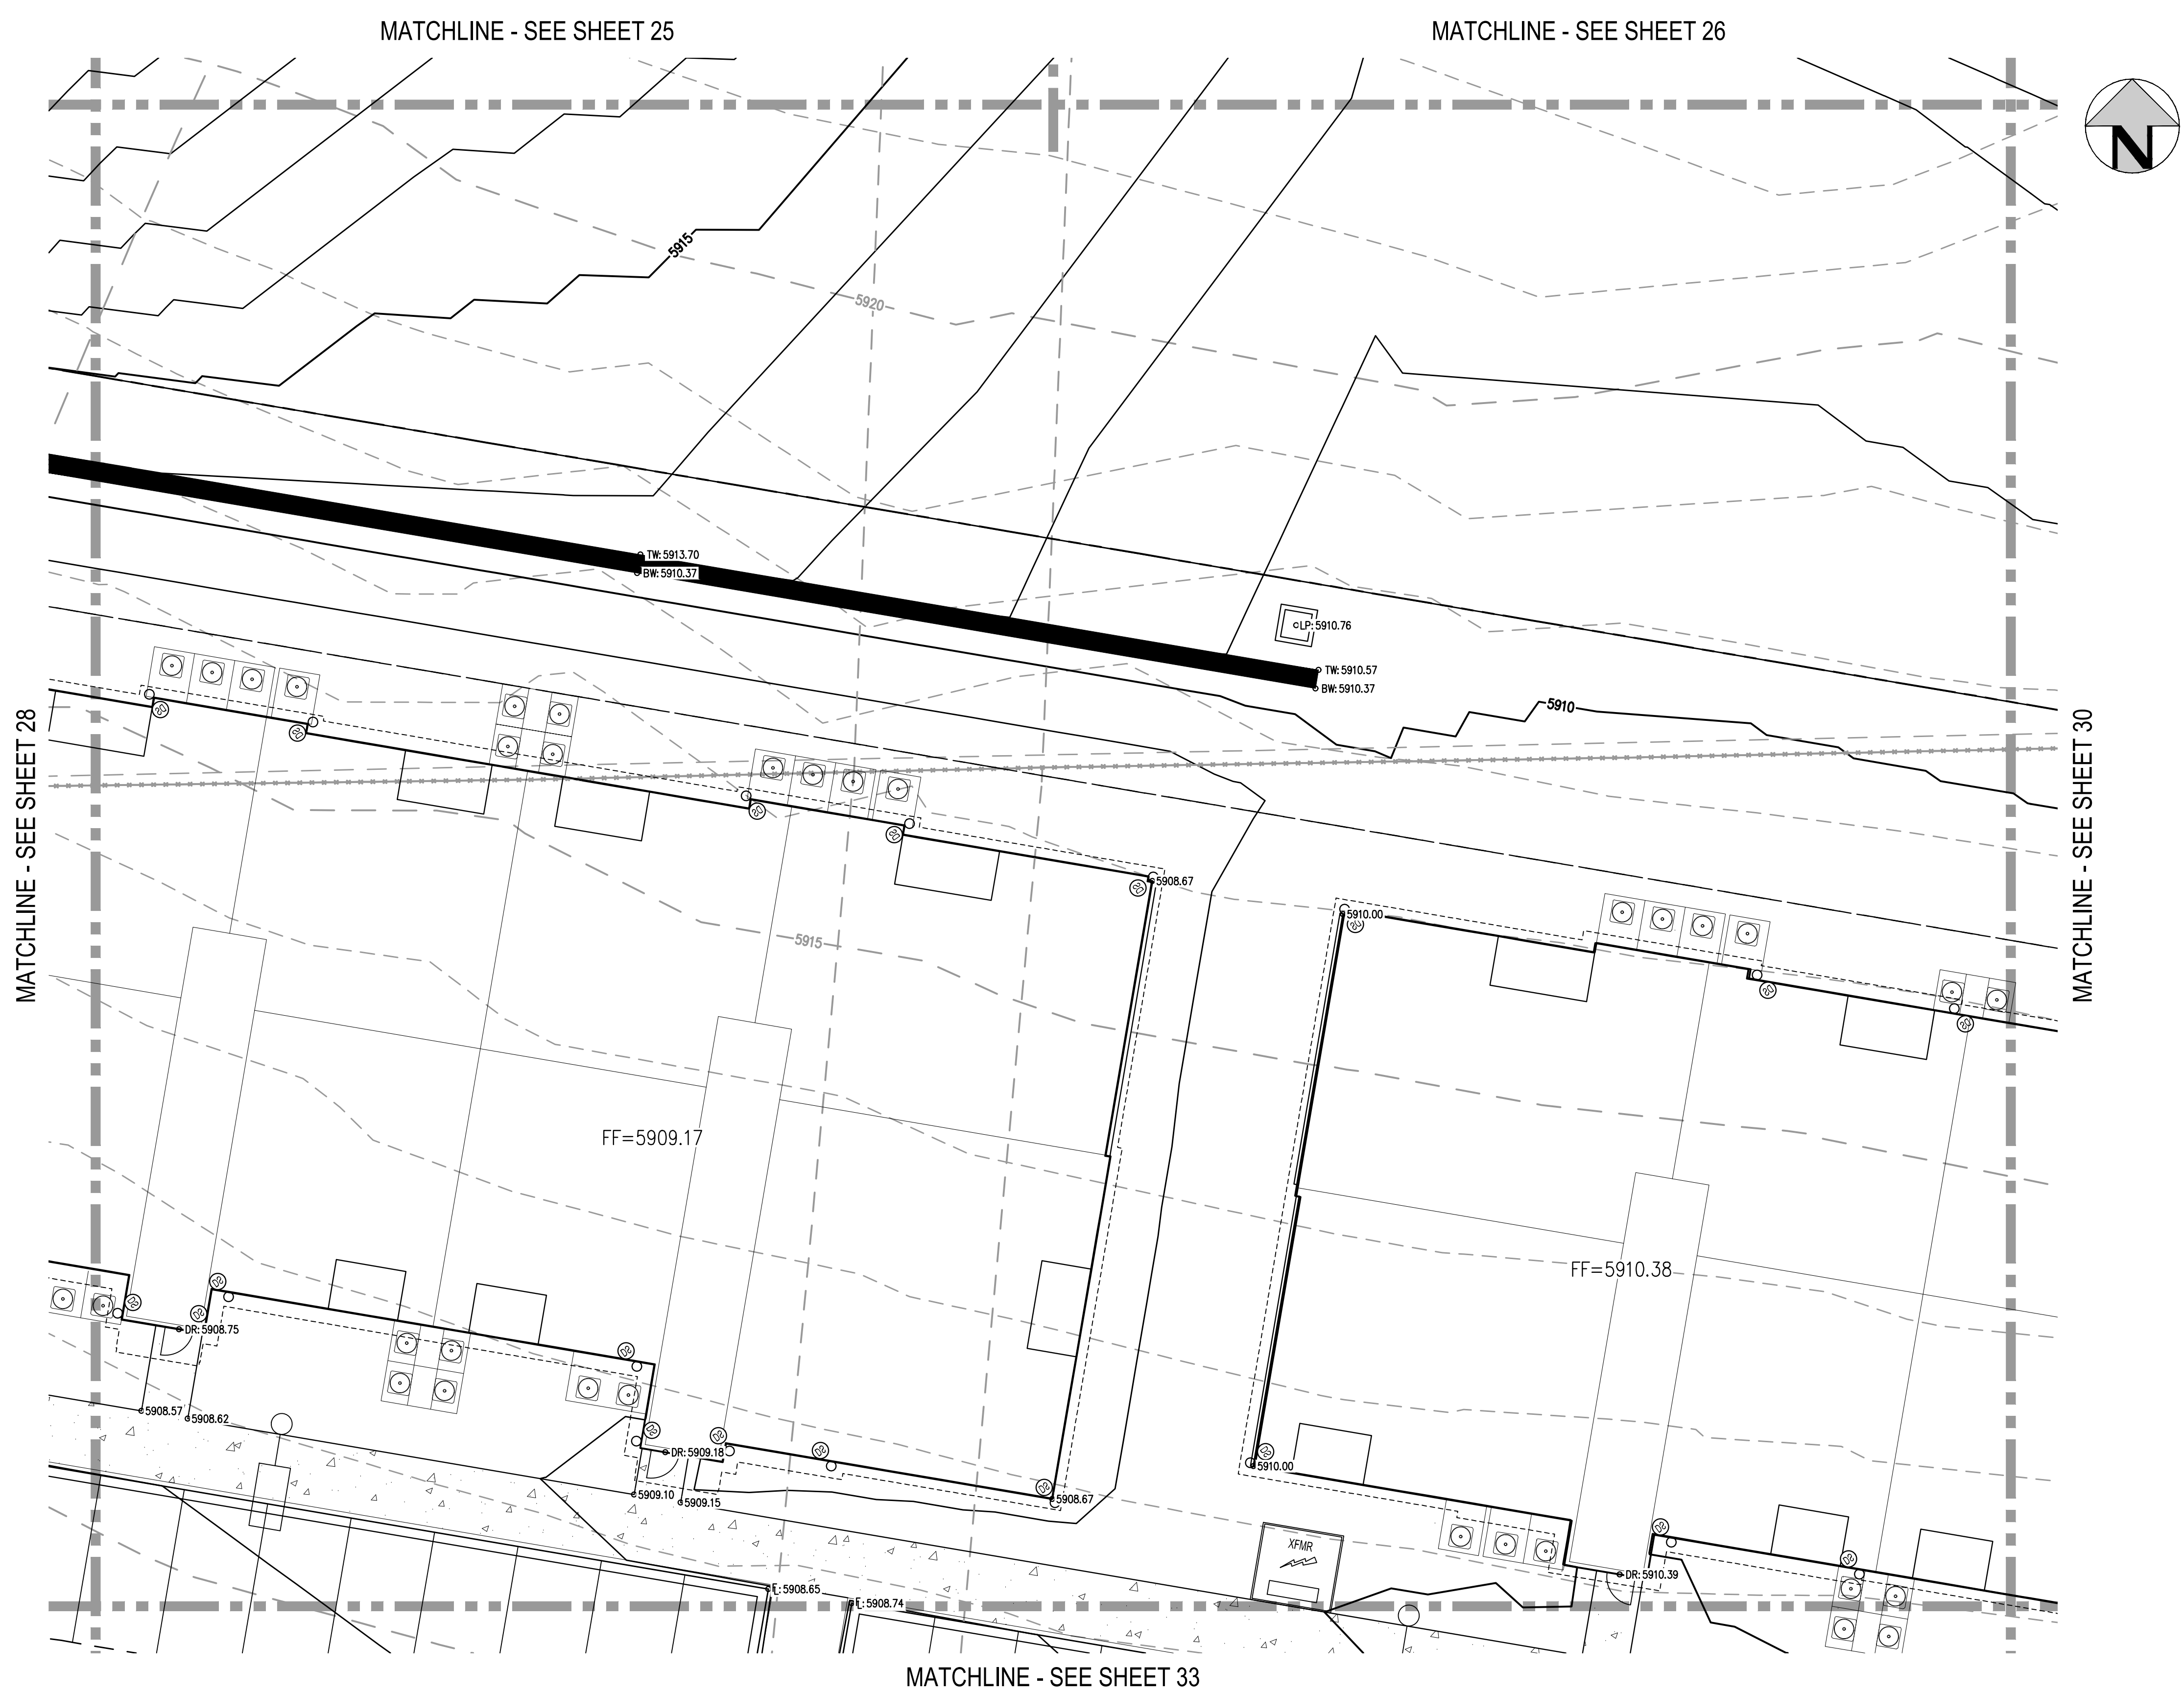 MATCHLINE - SEE SHEET 25
MATCHLINE - SEE SHEET 26
N
5915
5920
TW: 5913.70
BW: 5910.37
LP: 5910.76
TW: 5910.57
BW: 5910.37
5910
MATCHLINE - SEE SHEET 28
MATCHLINE - SEE SHEET 30
5908.67
5910.00
5915
FF=5909.17
FF=5910.38
DR: 5908.75
5908.57
5908.62
DR: 5909.18
5910.00
5909.10
5909.15
5908.67
XFMR
DR: 5910.39
5908.65
5908.74
MATCHLINE - SEE SHEET 33